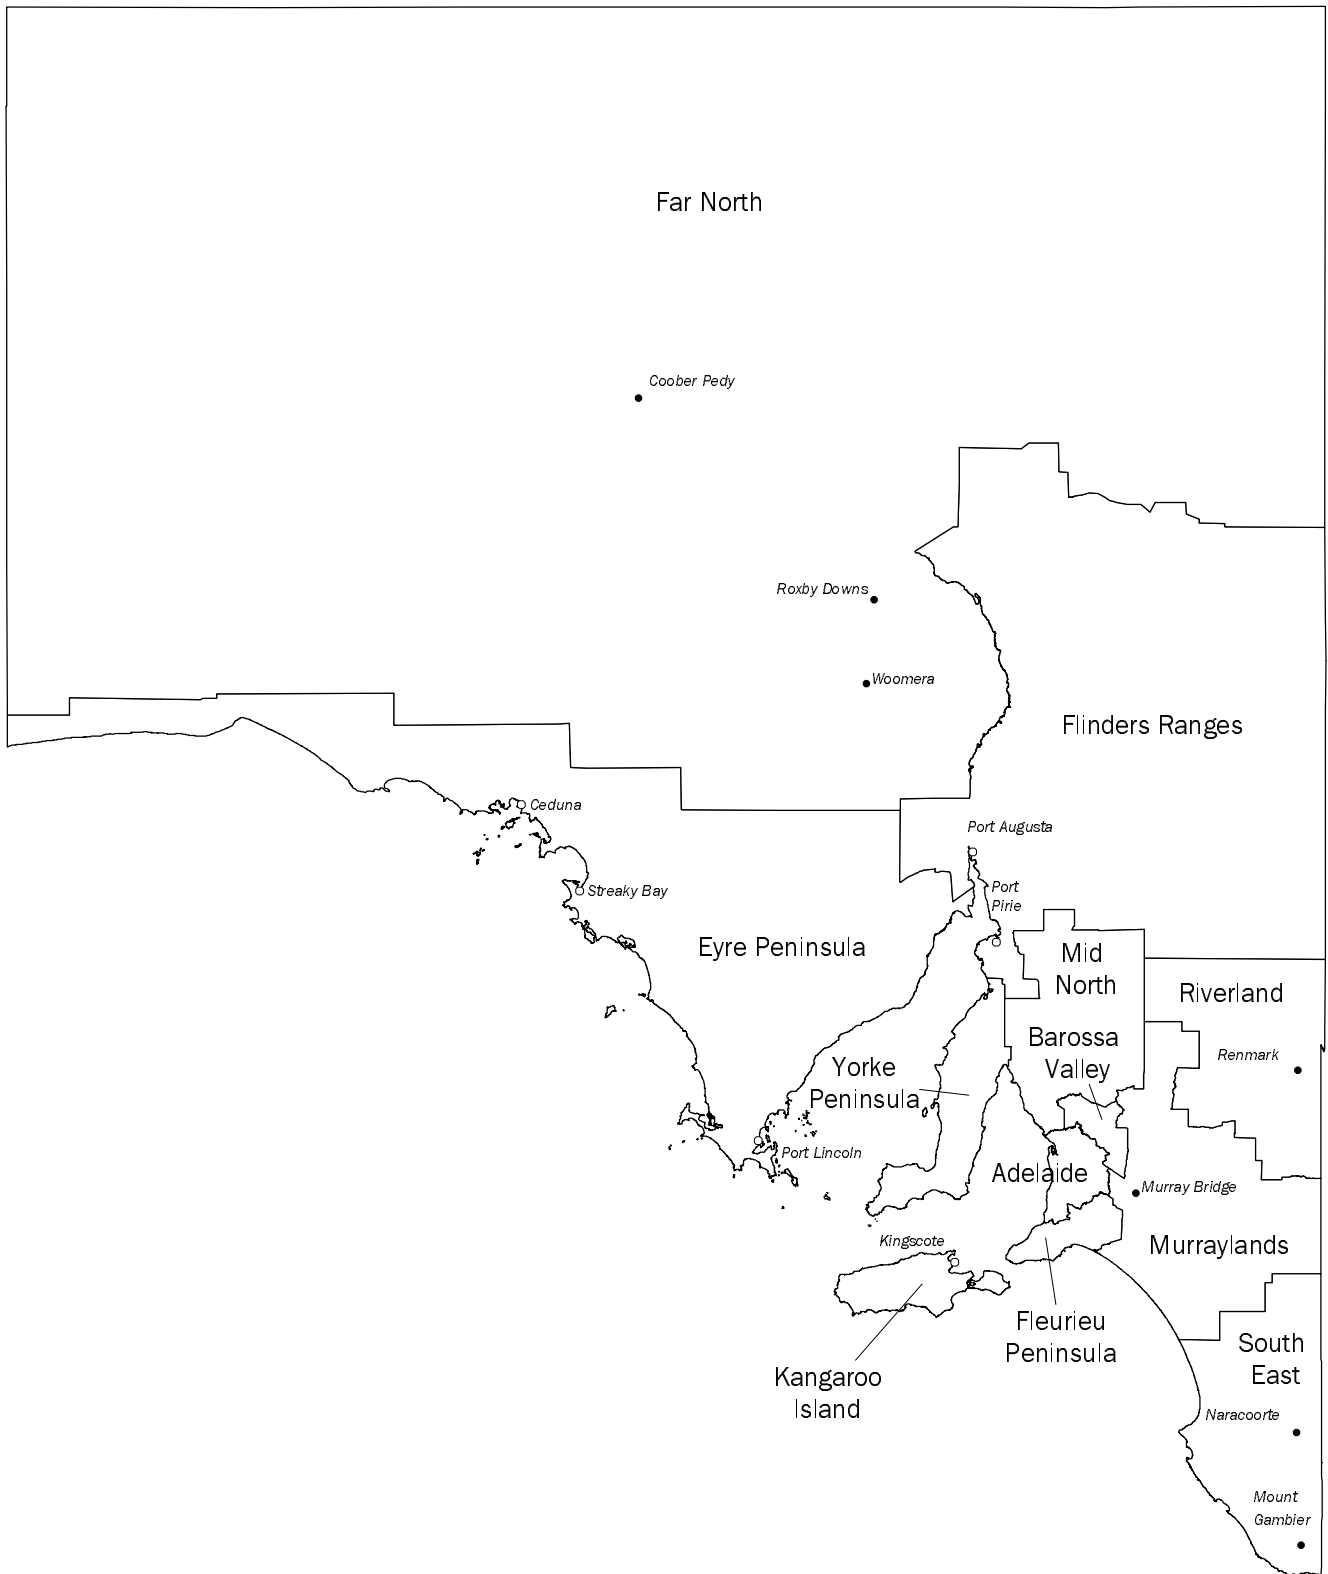 Far North
Coober Pedy
Roxby Downs
Woomera
Flinders Ranges
Ceduna
Port Augusta
Streaky Bay
Port
Pirie
Eyre Peninsula
Mid
North
Riverland
Barossa
Valley
Renmark
Yorke
Peninsula
Port Lincoln
Adelaide
Murray Bridge
Kingscote
Murraylands
Fleurieu
Peninsula
South
East
Kangaroo
Island
Naracoorte
Mount
Gambier